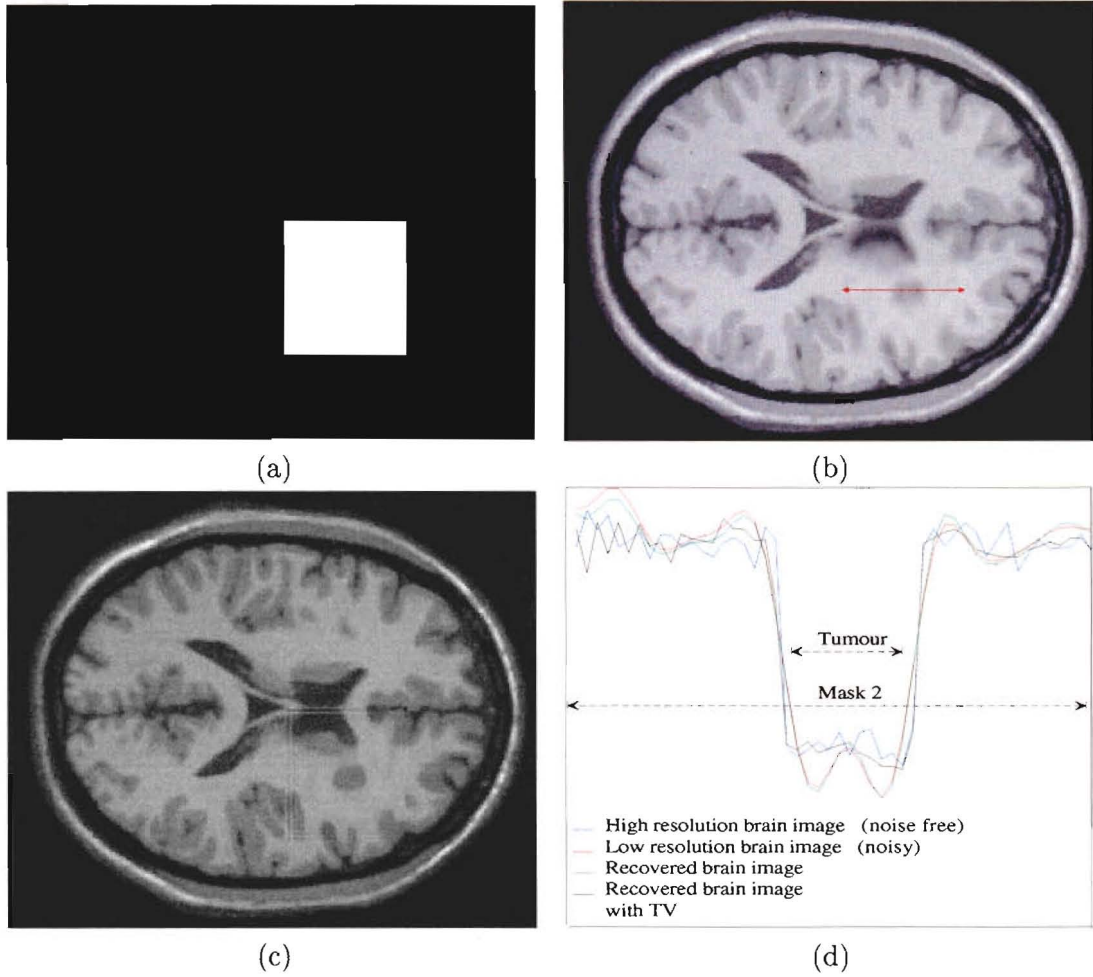 (a)
(b)
(c)
Tumour
Mask 2
High resolution brain image (noise free)
Low resolution brain image (noisy)
Recovered brain image
Recovered brain image
with TV
(d)